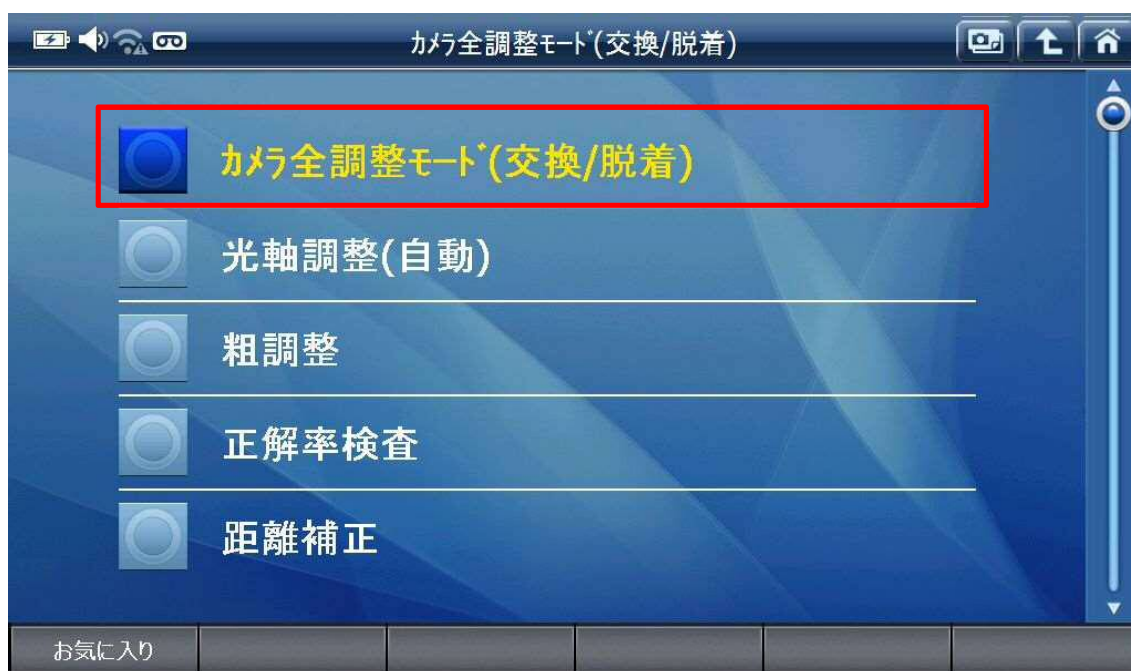 ｶﾒﾗ全調整ﾓｰﾄﾞ(交換/脱着)
ｶﾒﾗ全調整ﾓｰﾄﾞ(交換/脱着)
光軸調整(自動)
粗調整
正解率検査
距離補正
お気に入り